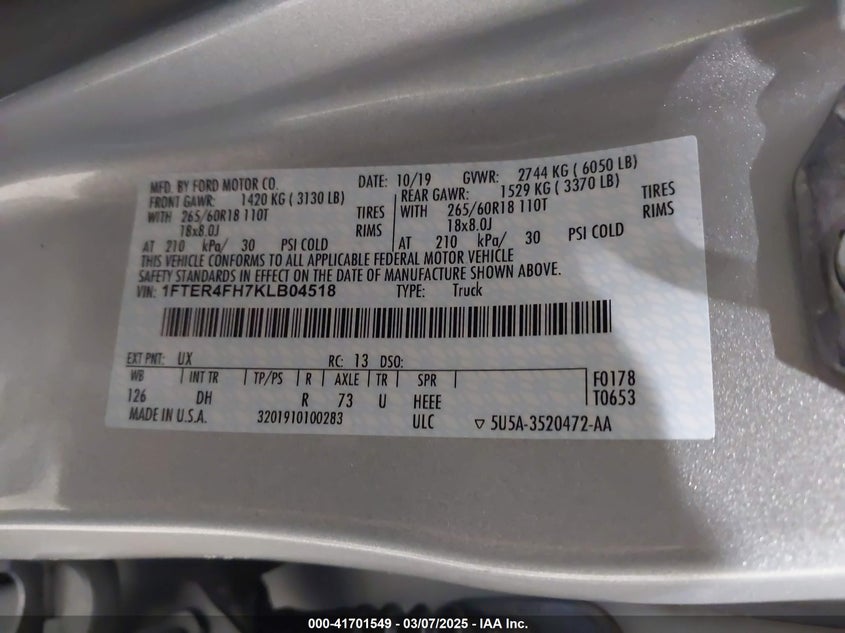 MFD. BY FORD MOTOR CO. DATE: 10/19 GVWR: 2744 KG ( 6050 LB)
FRONT GAWR: 1420 KG ( 3130 LB) REAR GAWR: 1529 KG ( 3370 LB)
WITH 265/60R18 110T TIRES WITH 265/60R18 110T TIRES
18x8.0J RIMS 18x8.0J RIMS
AT 210 kPa/ 30 PSI COLD AT 210 kPa/ 30 PSI COLD
THIS VEHICLE CONFORMS TO ALL APPLICABLE FEDERAL MOTOR VEHICLE
SAFETY STANDARDS IN EFFECT ON THE DATE OF MANUFACTURE SHOWN ABOVE.
VIN: 1FTER4FH7KLB04518 TYPE: Truck
EXT PNT: UX RC: 13 DSO:
WB INT TR TP/PS R AXLE TR SPR F0178
126 DH R 73 U HEEE T0653
MADE IN U.S.A. 3201910100283 ULC ▽ 5U5A-3520472-AA
000-41701549 - 03/07/2025 - IAA Inc.